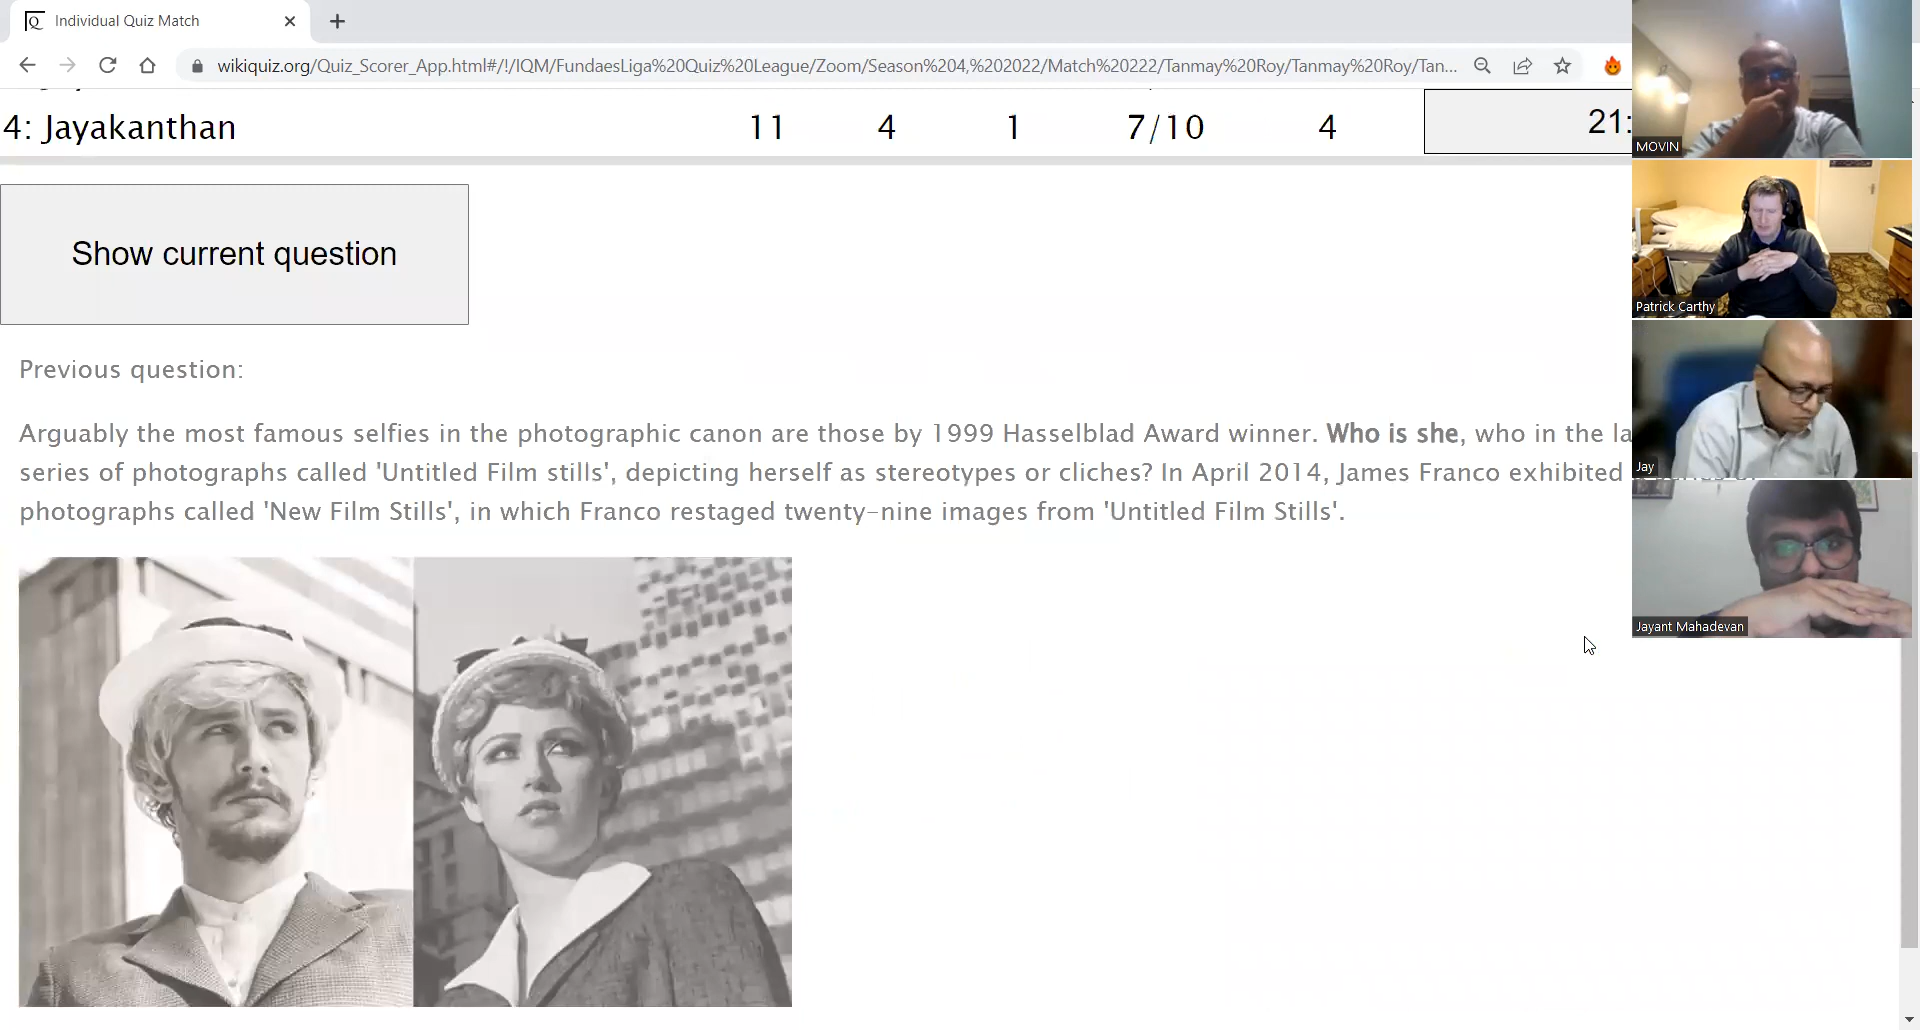 Individual Quiz Match
wikiquiz.org/Quiz_Scorer_App.html#/!/IQM/FundaesLiga%20Quiz%20League/Zoom/Season%204,%202022/Match%20222/Tanmay%20Roy/Tanmay%20Roy/Tan...
4: Jayakanthan 11 4 1 7/10 4 21:
MOVIN
Show current question
Patrick Carthy
Previous question:
Arguably the most famous selfies in the photographic canon are those by 1999 Hasselblad Award winner. Who is she, who in the la
Jay
series of photographs called 'Untitled Film stills', depicting herself as stereotypes or cliches? In April 2014, James Franco exhibited
photographs called 'New Film Stills', in which Franco restaged twenty-nine images from 'Untitled Film Stills'.
Jayant Mahadevan